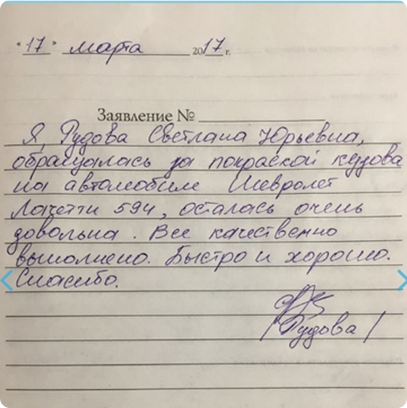 "17" марта 2017 г.
Заявление №
Я, Рудова Светлана Юрьевна,
обращалась за покраской кузова
на автомобиле Шевролет
Лачетти 594, осталась очень
довольна. Все качественно
выполнено. Быстро и хорошо.
Спасибо.
/Рудова/